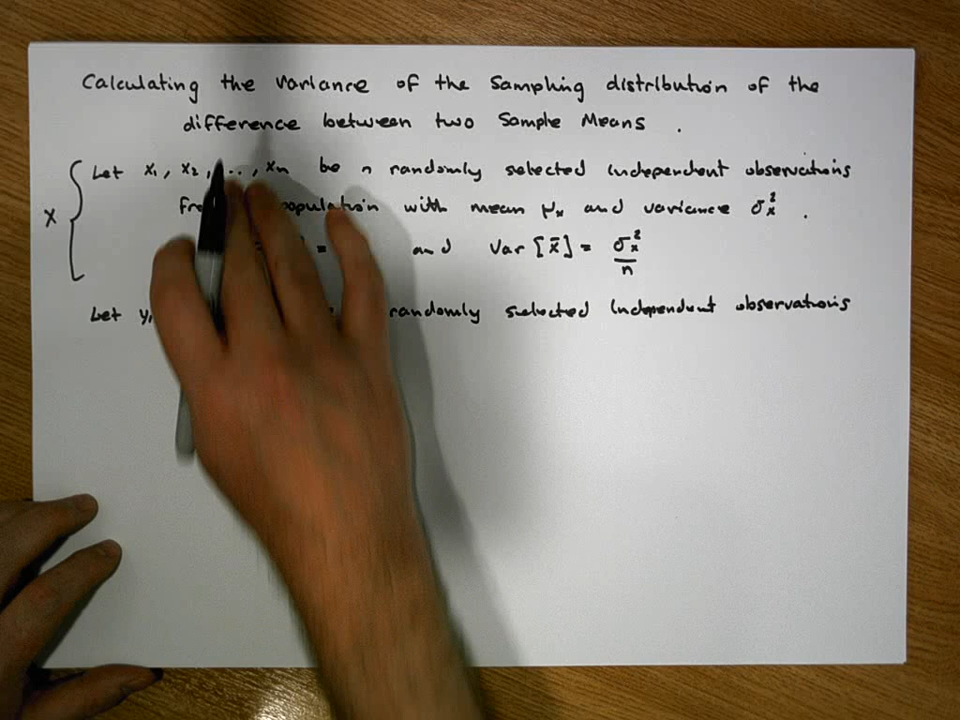 Calculating the variance of the sampling distribution of the
difference between two Sample Means .
X { Let x₁, x₂, ..., xn be n randomly selected independent observations
population with mean μₓ and variance σₓ² .
= and Var [x̄] = σₓ²/n
Let randomly selected independent observations